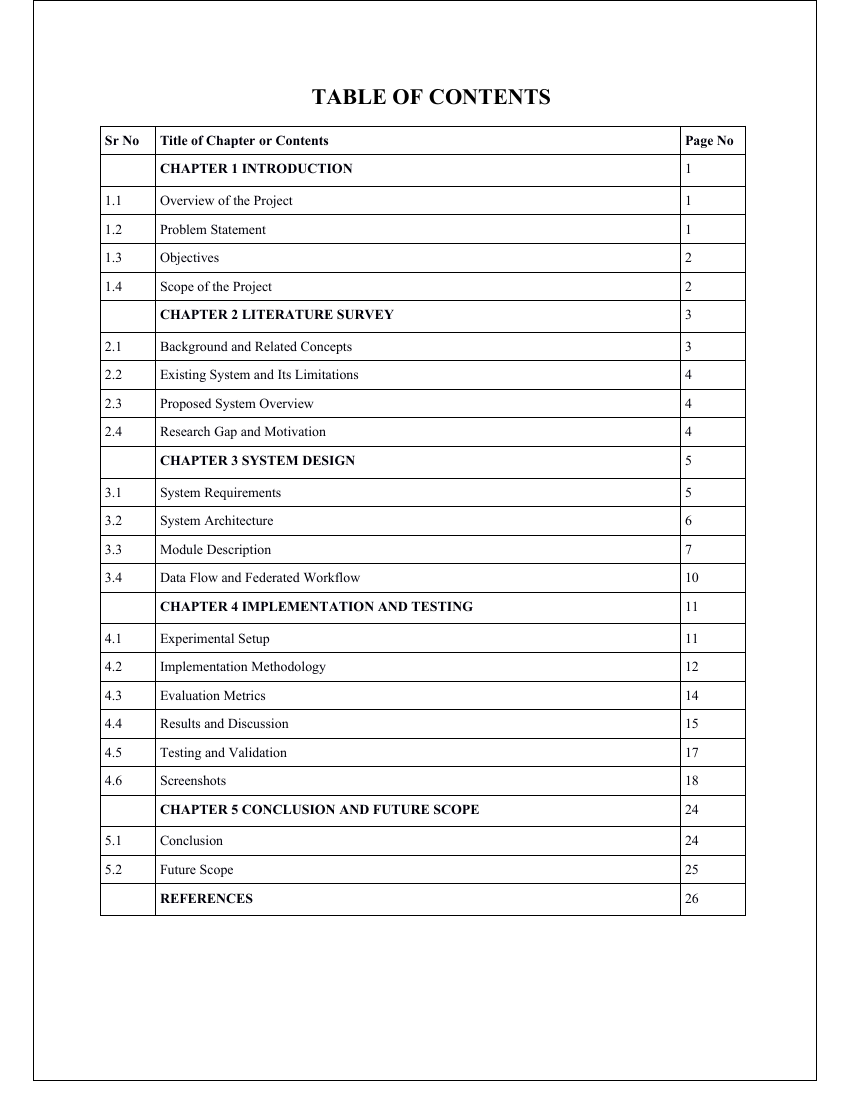 TABLE OF CONTENTS
Sr No Title of Chapter or Contents Page No
CHAPTER 1 INTRODUCTION 1
1.1 Overview of the Project 1
1.2 Problem Statement 1
1.3 Objectives 2
1.4 Scope of the Project 2
CHAPTER 2 LITERATURE SURVEY 3
2.1 Background and Related Concepts 3
2.2 Existing System and Its Limitations 4
2.3 Proposed System Overview 4
2.4 Research Gap and Motivation 4
CHAPTER 3 SYSTEM DESIGN 5
3.1 System Requirements 5
3.2 System Architecture 6
3.3 Module Description 7
3.4 Data Flow and Federated Workflow 10
CHAPTER 4 IMPLEMENTATION AND TESTING 11
4.1 Experimental Setup 11
4.2 Implementation Methodology 12
4.3 Evaluation Metrics 14
4.4 Results and Discussion 15
4.5 Testing and Validation 17
4.6 Screenshots 18
CHAPTER 5 CONCLUSION AND FUTURE SCOPE 24
5.1 Conclusion 24
5.2 Future Scope 25
REFERENCES 26